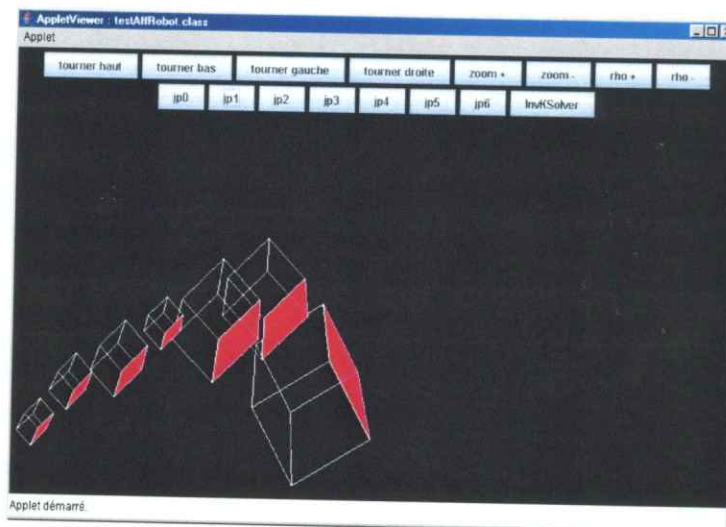 AppletViewer : testAffRobot.class
Applet
tourner haut tourner bas tourner gauche tourner droite zoom + zoom - rho + rho -
jp0 jp1 jp2 jp3 jp4 jp5 jp6 InvKSolver
Applet démarré.